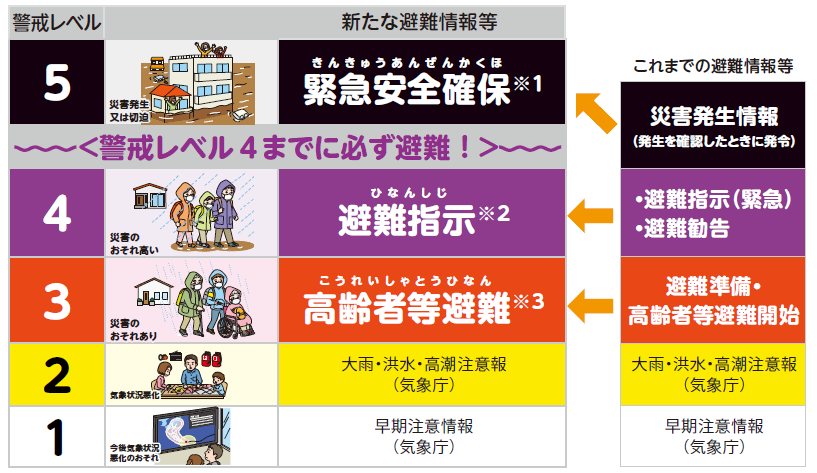 警戒レベル
新たな避難情報等
5
災害発生
又は切迫
きんきゅうあんぜんかくほ
緊急安全確保※1
〜〜〜<警戒レベル4までに必ず避難！>〜〜〜
4
災害の
おそれ高い
ひなんしじ
避難指示※2
3
災害の
おそれあり
こうれいしゃとうひなん
高齢者等避難※3
2
気象状況悪化
大雨・洪水・高潮注意報
（気象庁）
1
今後気象状況
悪化のおそれ
早期注意情報
（気象庁）
これまでの避難情報等
災害発生情報
（発生を確認したときに発令）
・避難指示（緊急）
・避難勧告
避難準備・
高齢者等避難開始
大雨・洪水・高潮注意報
（気象庁）
早期注意情報
（気象庁）